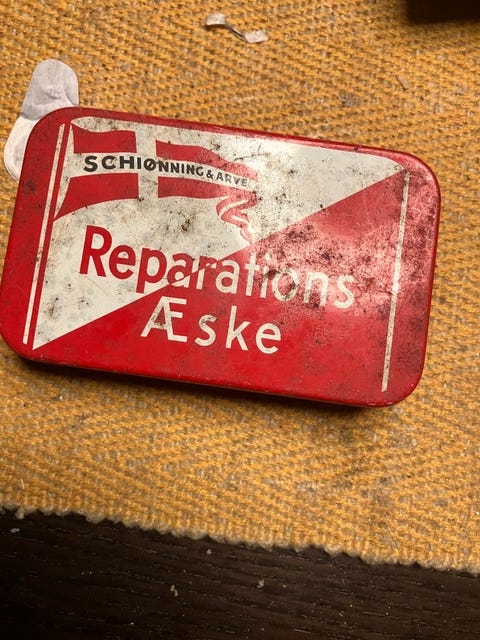 SCHIØNNING & ARVE
Reparations
Æske